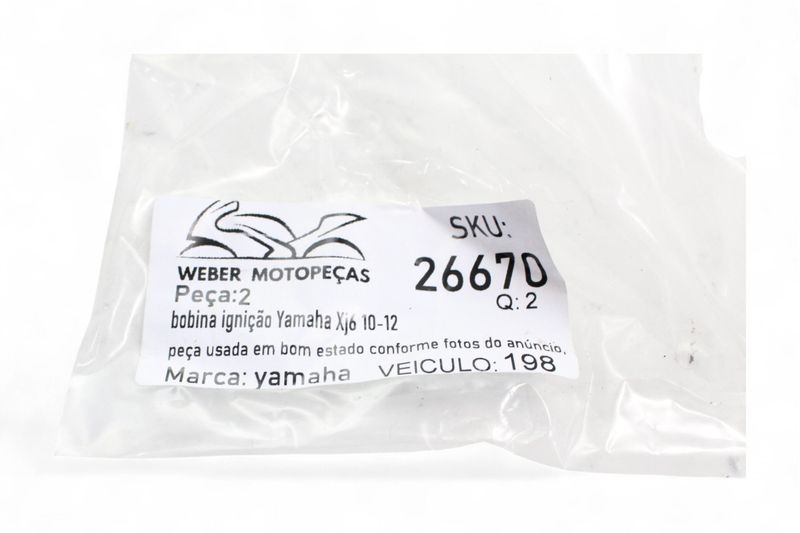 WEBER MOTOPEÇAS
SKU:
26670
Peça:2
Q: 2
bobina ignição Yamaha Xj6 10-12
peça usada em bom estado conforme fotos do anúncio.
Marca: yamaha VEICULO: 198